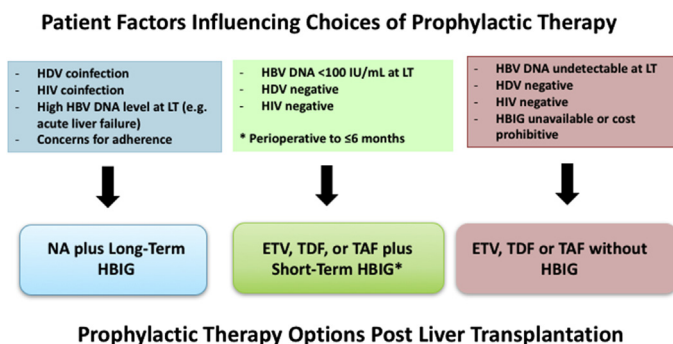 Patient Factors Influencing Choices of Prophylactic Therapy
- HDV coinfection
- HIV coinfection
- High HBV DNA level at LT (e.g.
acute liver failure)
- Concerns for adherence
- HBV DNA <100 IU/mL at LT
- HDV negative
- HIV negative
* Perioperative to ≤6 months
- HBV DNA undetectable at LT
- HDV negative
- HIV negative
- HBIG unavailable or cost
prohibitive
NA plus Long-Term
HBIG
ETV, TDF, or TAF plus
Short-Term HBIG*
ETV, TDF or TAF without
HBIG
Prophylactic Therapy Options Post Liver Transplantation